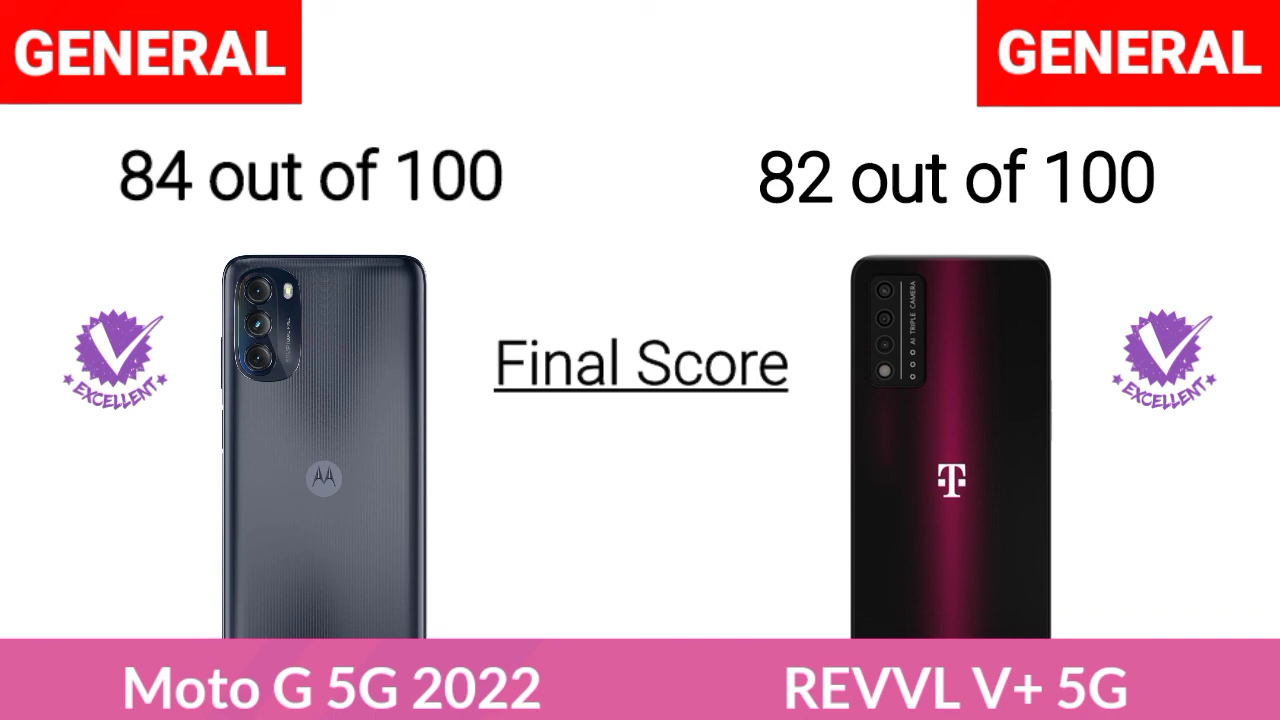 GENERAL
GENERAL
84 out of 100
82 out of 100
EXCELLENT
AI TRIPLE CAMERA
Final Score
EXCELLENT
T
Moto G 5G 2022
REVVL V+ 5G